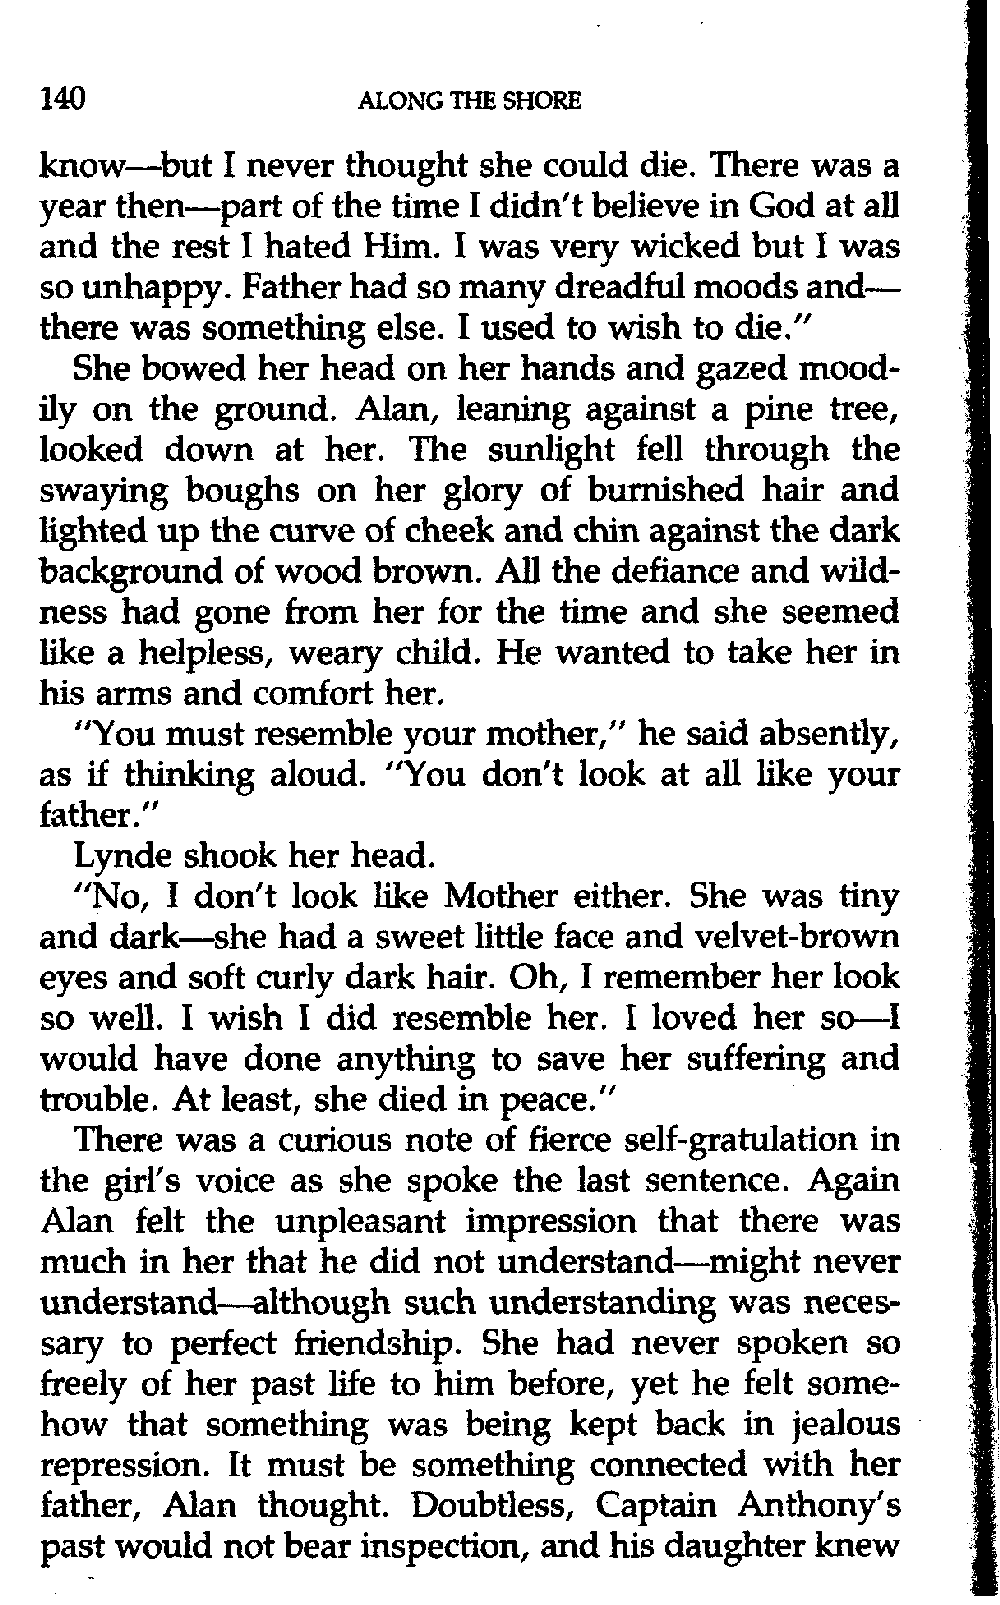 140 ALONG THE SHORE
know—but I never thought she could die. There was a
year then—part of the time I didn't believe in God at all
and the rest I hated Him. I was very wicked but I was
so unhappy. Father had so many dreadful moods and—
there was something else. I used to wish to die."
She bowed her head on her hands and gazed mood-
ily on the ground. Alan, leaning against a pine tree,
looked down at her. The sunlight fell through the
swaying boughs on her glory of burnished hair and
lighted up the curve of cheek and chin against the dark
background of wood brown. All the defiance and wild-
ness had gone from her for the time and she seemed
like a helpless, weary child. He wanted to take her in
his arms and comfort her.
"You must resemble your mother," he said absently,
as if thinking aloud. "You don't look at all like your
father."
Lynde shook her head.
"No, I don't look like Mother either. She was tiny
and dark—she had a sweet little face and velvet-brown
eyes and soft curly dark hair. Oh, I remember her look
so well. I wish I did resemble her. I loved her so—I
would have done anything to save her suffering and
trouble. At least, she died in peace."
There was a curious note of fierce self-gratulation in
the girl's voice as she spoke the last sentence. Again
Alan felt the unpleasant impression that there was
much in her that he did not understand—might never
understand—although such understanding was neces-
sary to perfect friendship. She had never spoken so
freely of her past life to him before, yet he felt some-
how that something was being kept back in jealous
repression. It must be something connected with her
father, Alan thought. Doubtless, Captain Anthony's
past would not bear inspection, and his daughter knew